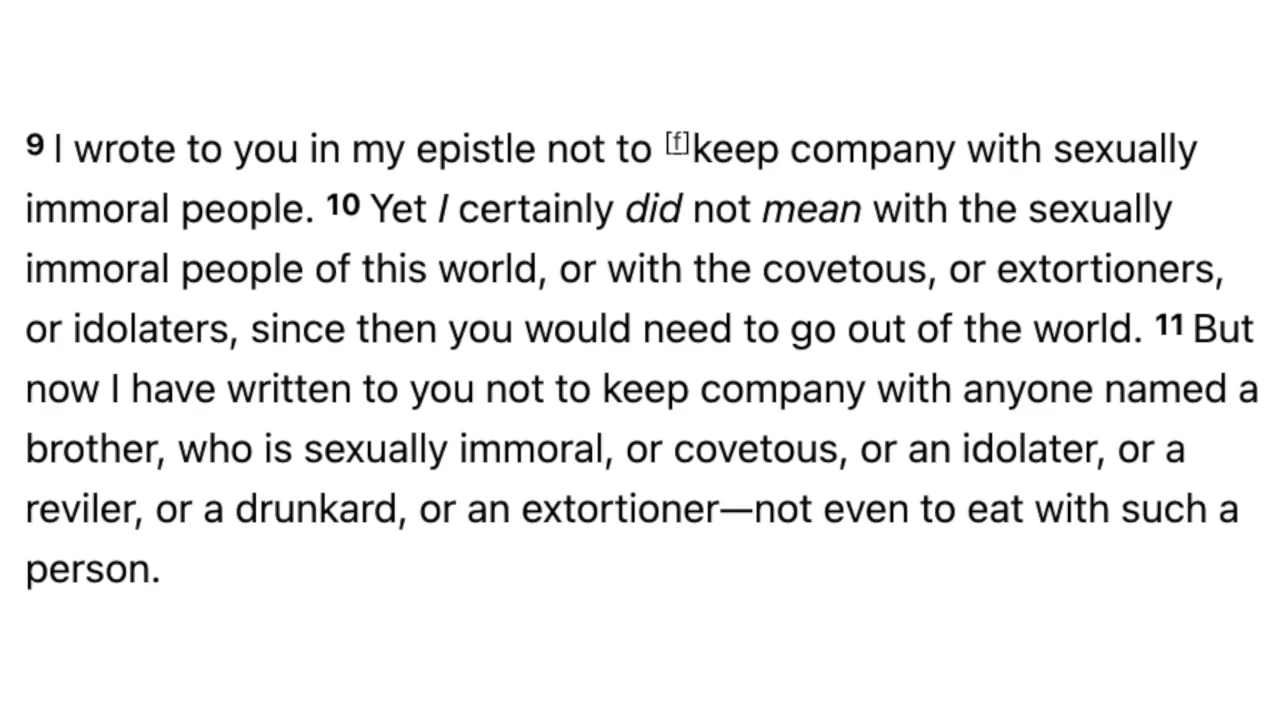 9 I wrote to you in my epistle not to [f]keep company with sexually
immoral people. 10 Yet I certainly did not mean with the sexually
immoral people of this world, or with the covetous, or extortioners,
or idolaters, since then you would need to go out of the world. 11 But
now I have written to you not to keep company with anyone named a
brother, who is sexually immoral, or covetous, or an idolater, or a
reviler, or a drunkard, or an extortioner—not even to eat with such a
person.